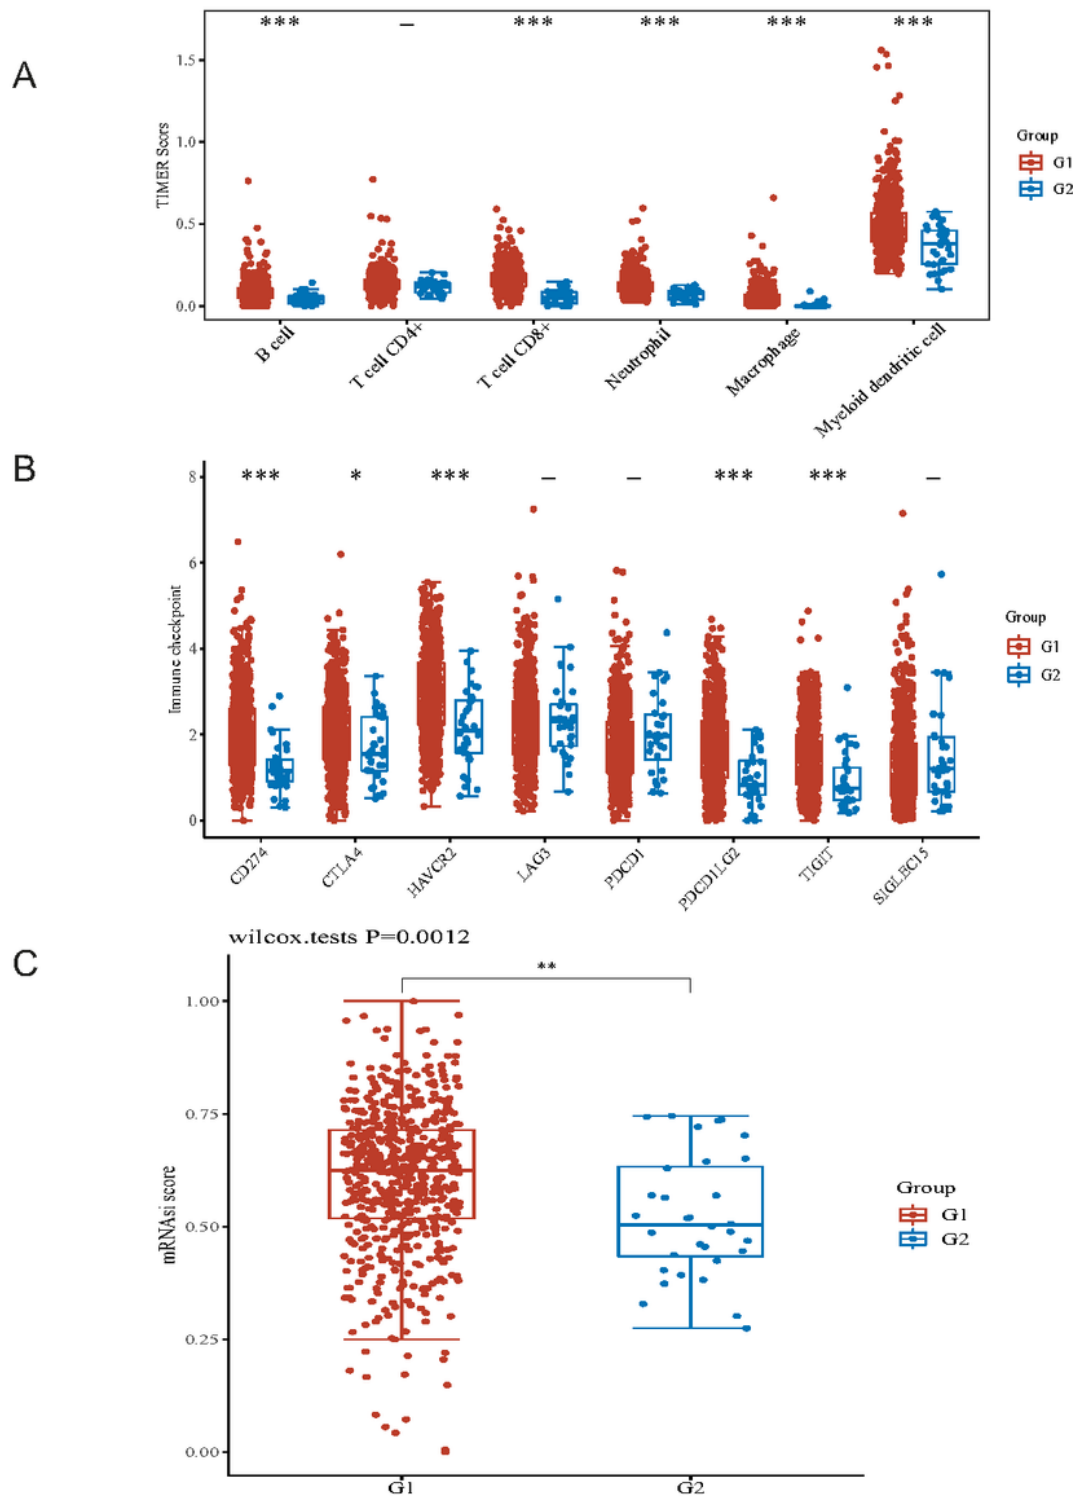 A
*** – *** *** *** ***
TIMER Scors
1.5
1.0
0.5
0.0
B cell
T cell CD4+
T cell CD8+
Neutrophil
Macrophage
Myeloid dendritic cell
Group
G1
G2
B
*** * *** – – *** *** –
Immune checkpoint
8
6
4
2
0
CD274
CTLA4
HAVCR2
LAG3
PDCD1
PDCD1LG2
TIGIT
SIGLEC15
Group
G1
G2
C
wilcox.tests P=0.0012
**
mRNAsi score
1.00
0.75
0.50
0.25
0.00
G1
G2
Group
G1
G2